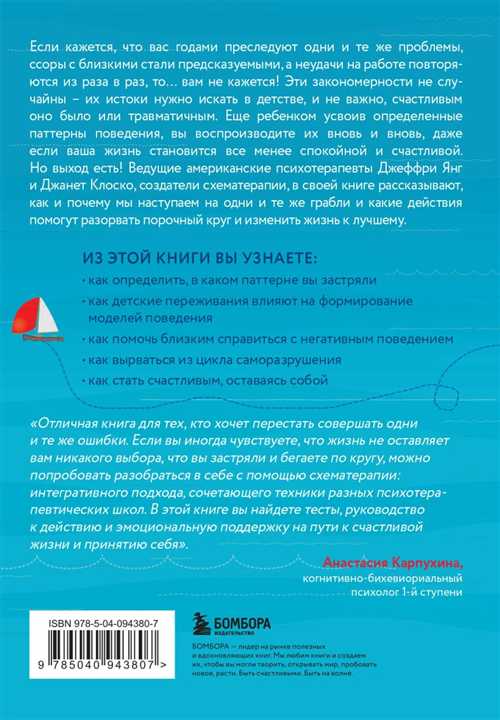 Если кажется, что вас годами преследуют одни и те же проблемы,
ссоры с близкими стали предсказуемыми, а неудачи на работе повторя-
ются из раза в раз, то... вам не кажется! Эти закономерности не слу-
чайны – их истоки нужно искать в детстве, и не важно, счастливым
оно было или травматичным. Еще ребенком усвоив определенные
паттерны поведения, вы воспроизводите их вновь и вновь, даже
если ваша жизнь становится все менее спокойной и счастливой.
Но выход есть! Ведущие американские психотерапевты Джеффри Янг
и Джанет Клоско, создатели схематерапии, в своей книге рассказывают,
как и почему мы наступаем на одни и те же грабли и какие действия
помогут разорвать порочный круг и изменить жизнь к лучшему.
ИЗ ЭТОЙ КНИГИ ВЫ УЗНАЕТЕ:
• как определить, в каком паттерне вы застряли
• как детские переживания влияют на формирование
моделей поведения
• как помочь близким справиться с негативным поведением
• как вырваться из цикла саморазрушения
• как стать счастливым, оставаясь собой
«Отличная книга для тех, кто хочет перестать совершать одни
и те же ошибки. Если вы иногда чувствуете, что жизнь не оставляет
вам никакого выбора, что вы застряли и бегаете по кругу, можно
попробовать разобраться в себе с помощью схематерапии:
интегративного подхода, сочетающего техники разных психотера-
певтических школ. В этой книге вы найдете тесты, руководство
к действию и эмоциональную поддержку на пути к счастливой
жизни и принятию себя».
Анастасия Карпухина,
когнитивно-бихевиориальный
психолог 1-й ступени
ISBN 978-5-04-094380-7
9 785040 943807 >
БОМБОРА
ИЗДАТЕЛЬСТВО
БОМБОРА — лидер на рынке полезных
и вдохновляющих книг. Мы любим книги и создаем
их, чтобы вы могли творить, открывать мир, пробовать
новое, расти. Быть счастливыми. Быть на волне.